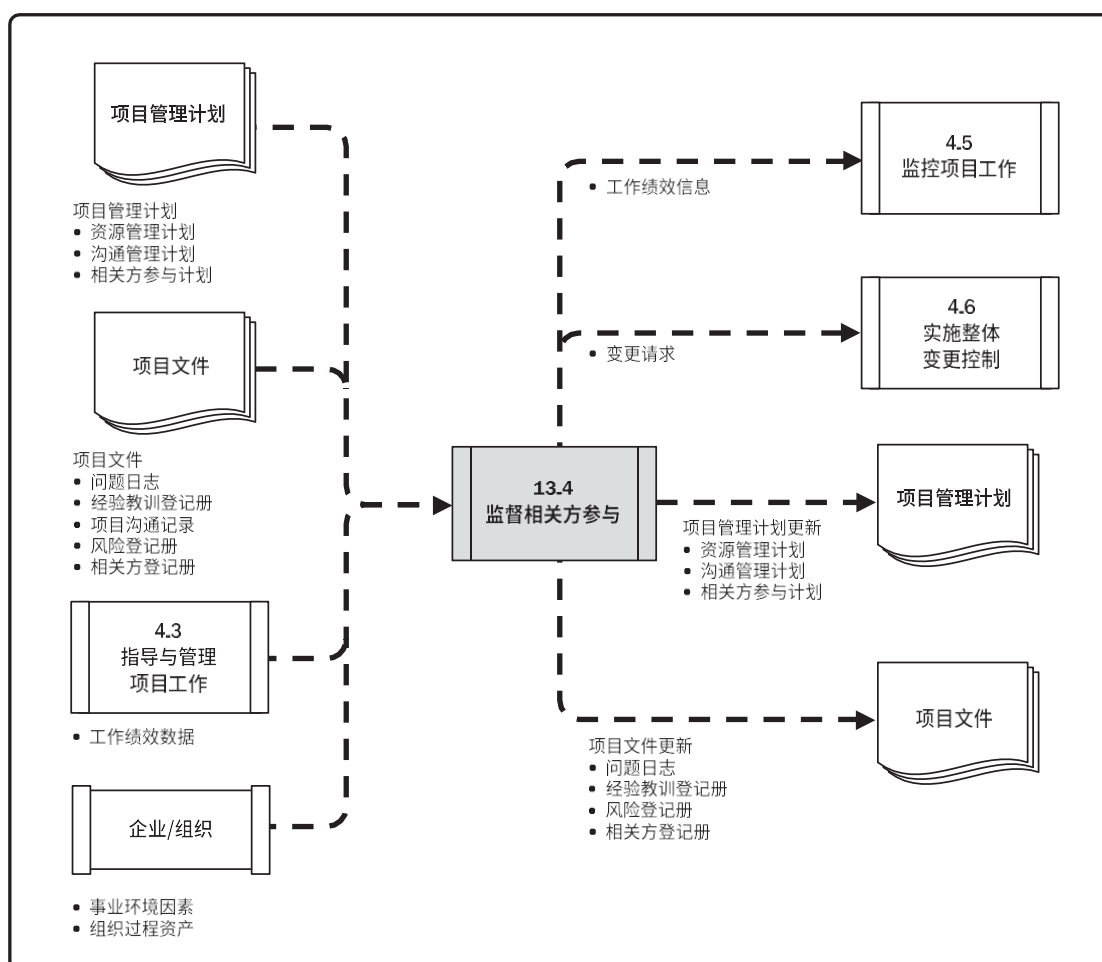 项目管理计划
项目管理计划
• 资源管理计划
• 沟通管理计划
• 相关方参与计划
项目文件
项目文件
• 问题日志
• 经验教训登记册
• 项目沟通记录
• 风险登记册
• 相关方登记册
4.3
指导与管理
项目工作
• 工作绩效数据
企业/组织
• 事业环境因素
• 组织过程资产
13.4
监督相关方参与
• 工作绩效信息
4.5
监控项目工作
• 变更请求
4.6
实施整体
变更控制
项目管理计划
项目管理计划更新
• 资源管理计划
• 沟通管理计划
• 相关方参与计划
项目文件
项目文件更新
• 问题日志
• 经验教训登记册
• 风险登记册
• 相关方登记册